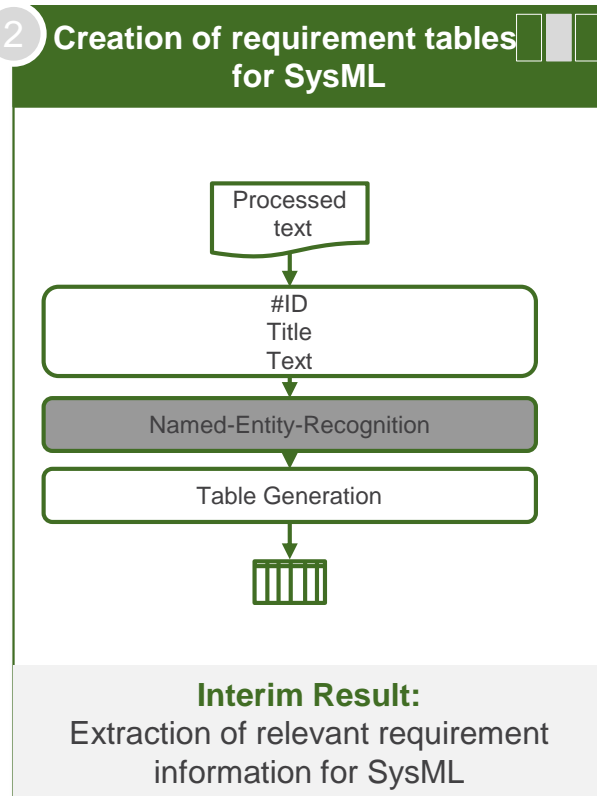 2
Creation of requirement tables
for SysML
Processed
text
#ID
Title
Text
Named-Entity-Recognition
Table Generation
Interim Result:
Extraction of relevant requirement
information for SysML